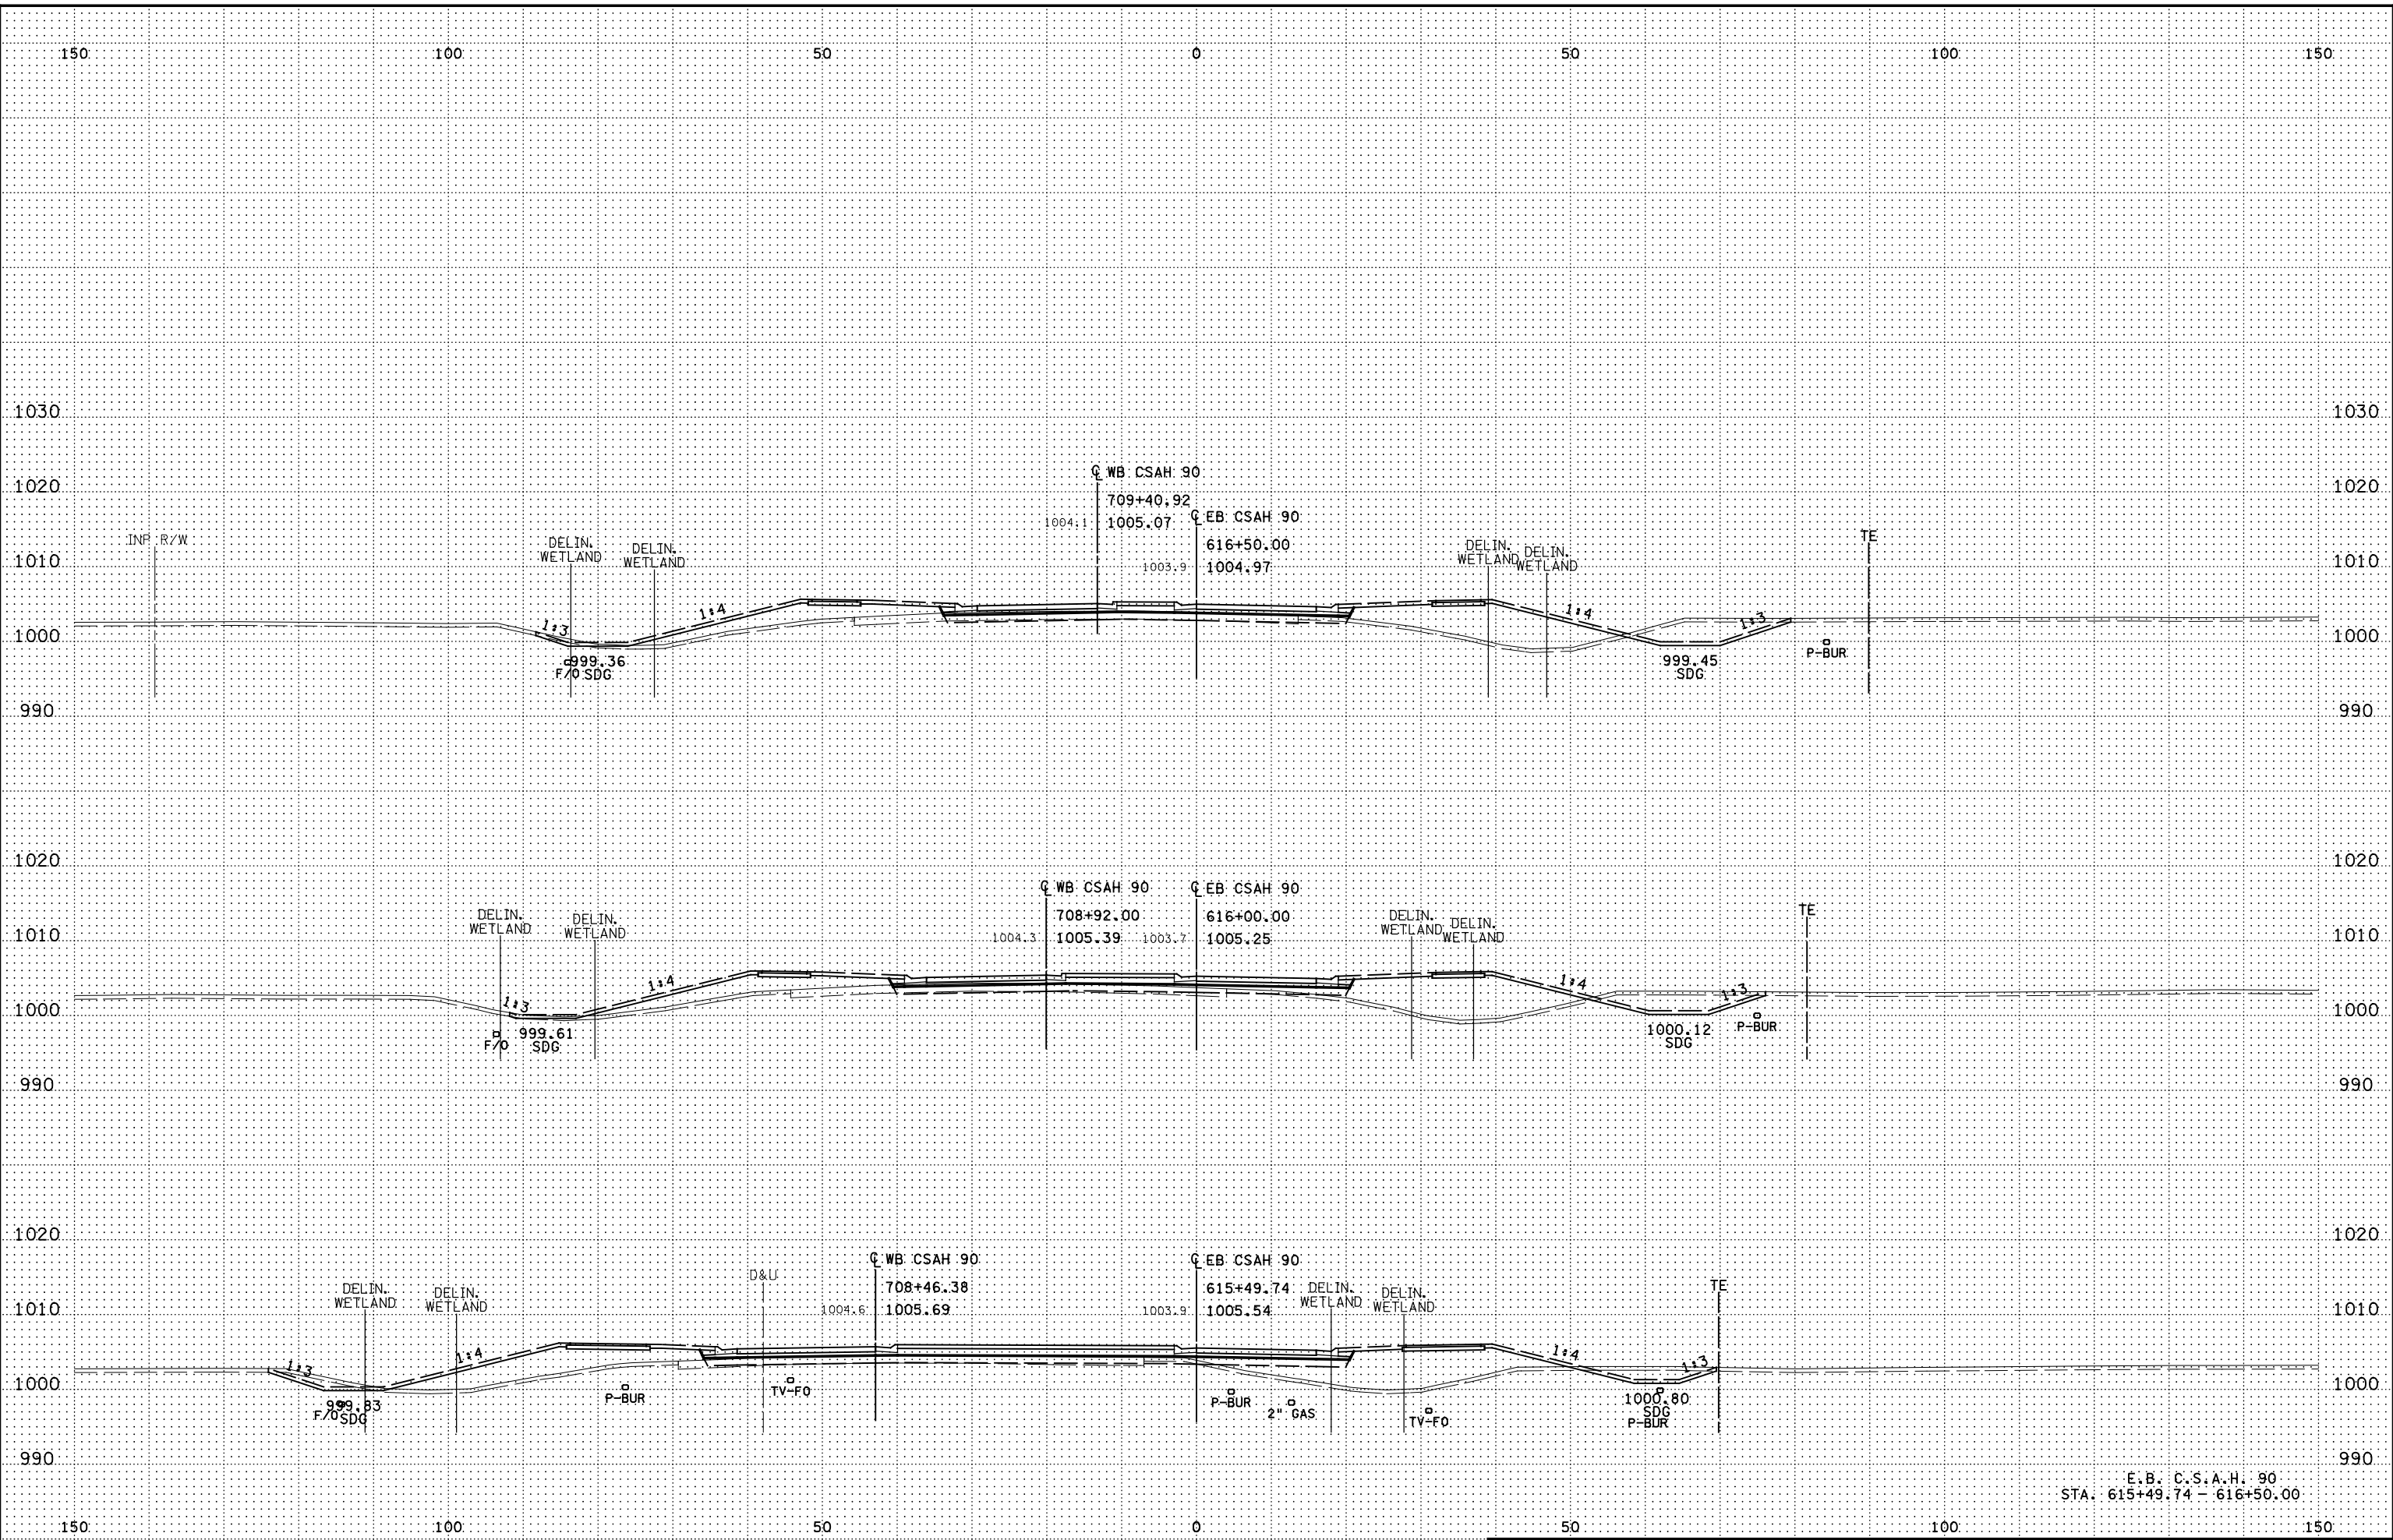 150 100 50 0 50 100 150
1030 1030
℄ WB CSAH 90
1020 709+40.92 1020
1004.1 1005.07 ℄ EB CSAH 90
INP R/W DELIN. WETLAND DELIN. WETLAND 616+50.00 DELIN. WETLAND DELIN. WETLAND TE
1010 1003.9 1004.97 1010
1:4 1:4
1000 1:3 1:3 1000
999.36 999.45 P-BUR
F/O SDG SDG
990 990
1020 1020
℄ WB CSAH 90 ℄ EB CSAH 90
DELIN. WETLAND DELIN. WETLAND 708+92.00 616+00.00 DELIN. WETLAND DELIN. WETLAND TE
1010 1004.3 1005.39 1003.7 1005.25 1010
1:4 1:4
1000 1:3 1:3 1000
F/O 999.61 1000.12 P-BUR
SDG SDG
990 990
1020 1020
℄ WB CSAH 90 ℄ EB CSAH 90
DELIN. WETLAND DELIN. WETLAND D&U 708+46.38 615+49.74 DELIN. WETLAND DELIN. WETLAND TE
1010 1004.6 1005.69 1003.9 1005.54 1010
1:4 1:4
1:3 1:3
1000 TV-FO 1000
999.83 P-BUR P-BUR 1000.80
F/O SDG 2" GAS TV-FO SDG
P-BUR
990 990
E.B. C.S.A.H. 90
STA. 615+49.74 - 616+50.00
150 100 50 0 50 100 150